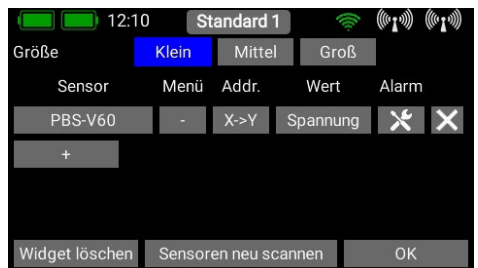 12:10 Standard 1
Größe Klein Mittel Groß
Sensor Menü Addr. Wert Alarm
PBS-V60 - X->Y Spannung
+
Widget löschen Sensoren neu scannen OK